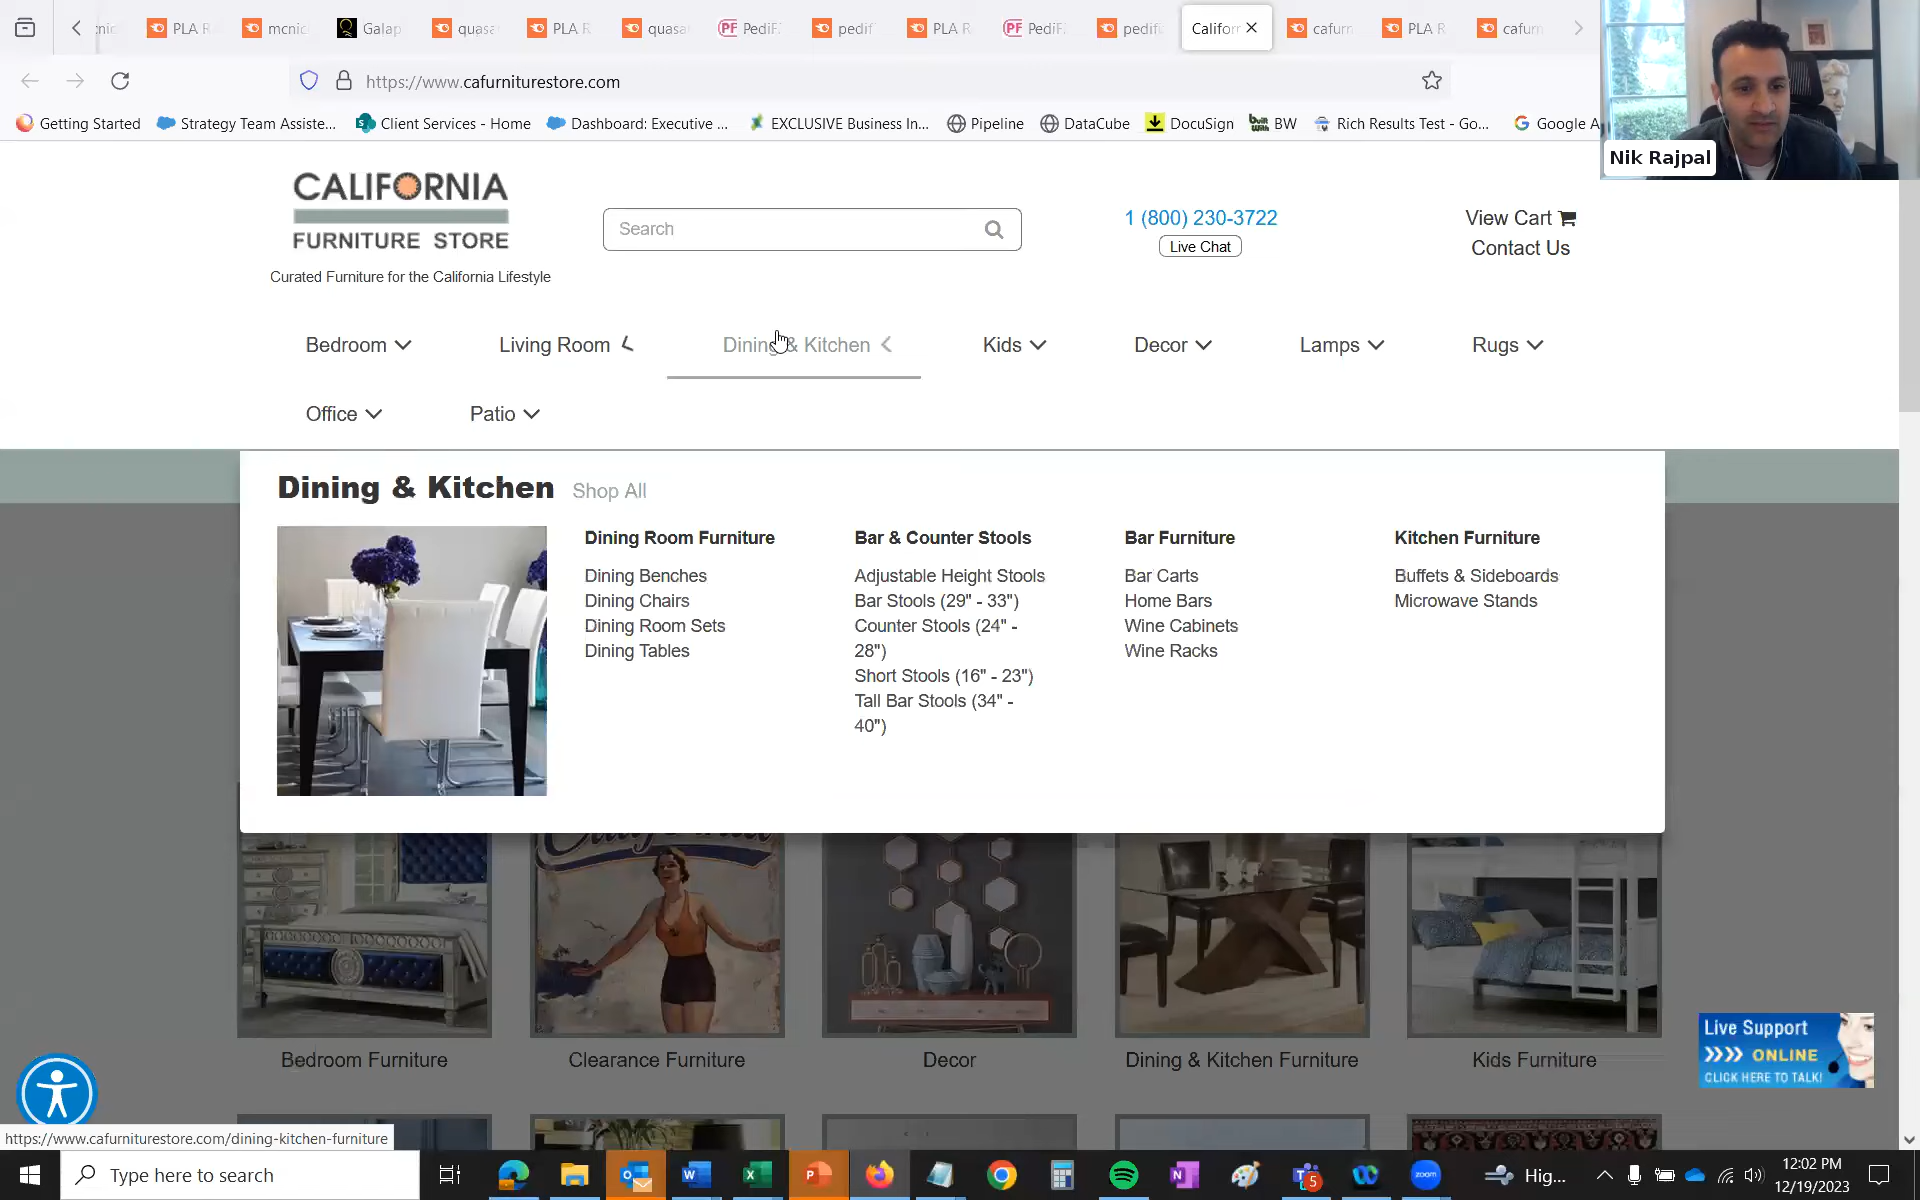 PLA R
mcnic
Galap
quasa
PLA R
quasa
PF PediF
pedif
PLA R
PF PediF
pedifi
Califor
cafurn
PLA R
cafurn
https://www.cafurniturestore.com
Getting Started
Strategy Team Assiste...
Client Services - Home
Dashboard: Executive ...
EXCLUSIVE Business In...
Pipeline
DataCube
DocuSign
BW
Rich Results Test - Go...
Google A
Nik Rajpal
CALIFORNIA
FURNITURE STORE
Curated Furniture for the California Lifestyle
Search
1 (800) 230-3722
Live Chat
View Cart
Contact Us
Bedroom
Living Room
Dining & Kitchen
Kids
Decor
Lamps
Rugs
Office
Patio
Dining & Kitchen Shop All
Dining Room Furniture
Dining Benches
Dining Chairs
Dining Room Sets
Dining Tables
Bar & Counter Stools
Adjustable Height Stools
Bar Stools (29" - 33")
Counter Stools (24" -
28")
Short Stools (16" - 23")
Tall Bar Stools (34" -
40")
Bar Furniture
Bar Carts
Home Bars
Wine Cabinets
Wine Racks
Kitchen Furniture
Buffets & Sideboards
Microwave Stands
Bedroom Furniture
Clearance Furniture
Decor
Dining & Kitchen Furniture
Kids Furniture
Live Support
ONLINE
CLICK HERE TO TALK!
https://www.cafurniturestore.com/dining-kitchen-furniture
Type here to search
5
zoom
Hig...
12:02 PM
12/19/2023